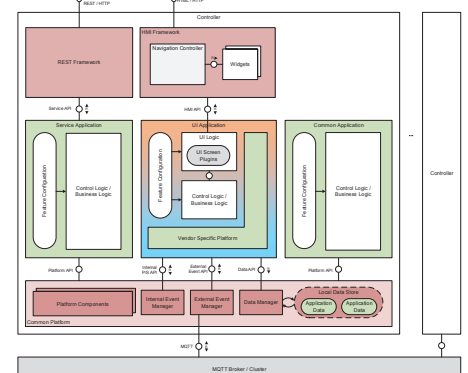 REST / HTTP
HTML / HTTP
Controller
REST Framework
HMI Framework
Navigation Controller
Widgets
Service API
HMI API
Service Application
UI Application
Common Application
Feature Configuration
Control Logic /
Business Logic
Feature Configuration
UI Logic
UI Screen
Plugins
Control Logic /
Business Logic
Vendor Specific Platform
Feature Configuration
Control Logic /
Business Logic
...
Controller
Platform API
Internal
PIS API
External
Event API
Data API
Platform API
Platform Components
Internal Event
Manager
External Event
Manager
Data Manager
Local Data Store
Application
Data
Application
Data
Common Platform
MQTT
MQTT Broker / Cluster